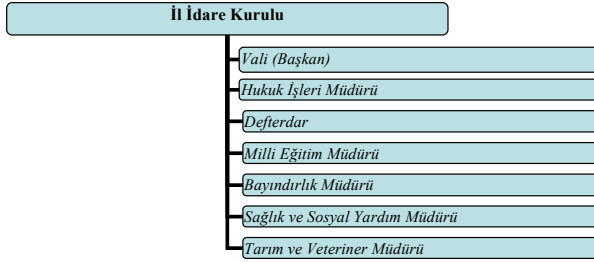 İl İdare Kurulu
Vali (Başkan)
Hukuk İşleri Müdürü
Defterdar
Milli Eğitim Müdürü
Bayındırlık Müdürü
Sağlık ve Sosyal Yardım Müdürü
Tarım ve Veteriner Müdürü